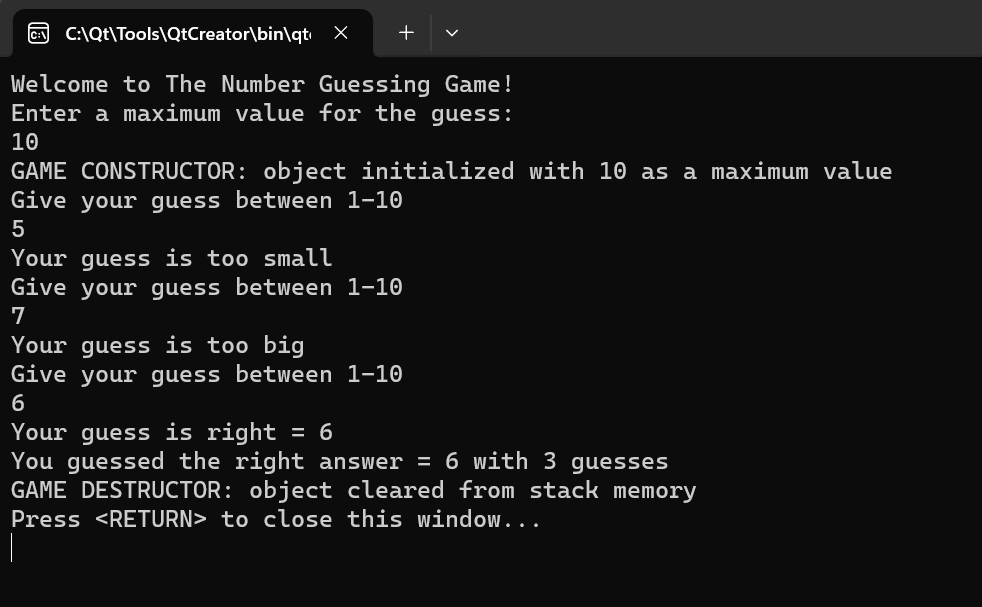 C:\Qt\Tools\QtCreator\bin\qt
Welcome to The Number Guessing Game!
Enter a maximum value for the guess:
10
GAME CONSTRUCTOR: object initialized with 10 as a maximum value
Give your guess between 1-10
5
Your guess is too small
Give your guess between 1-10
7
Your guess is too big
Give your guess between 1-10
6
Your guess is right = 6
You guessed the right answer = 6 with 3 guesses
GAME DESTRUCTOR: object cleared from stack memory
Press <RETURN> to close this window...